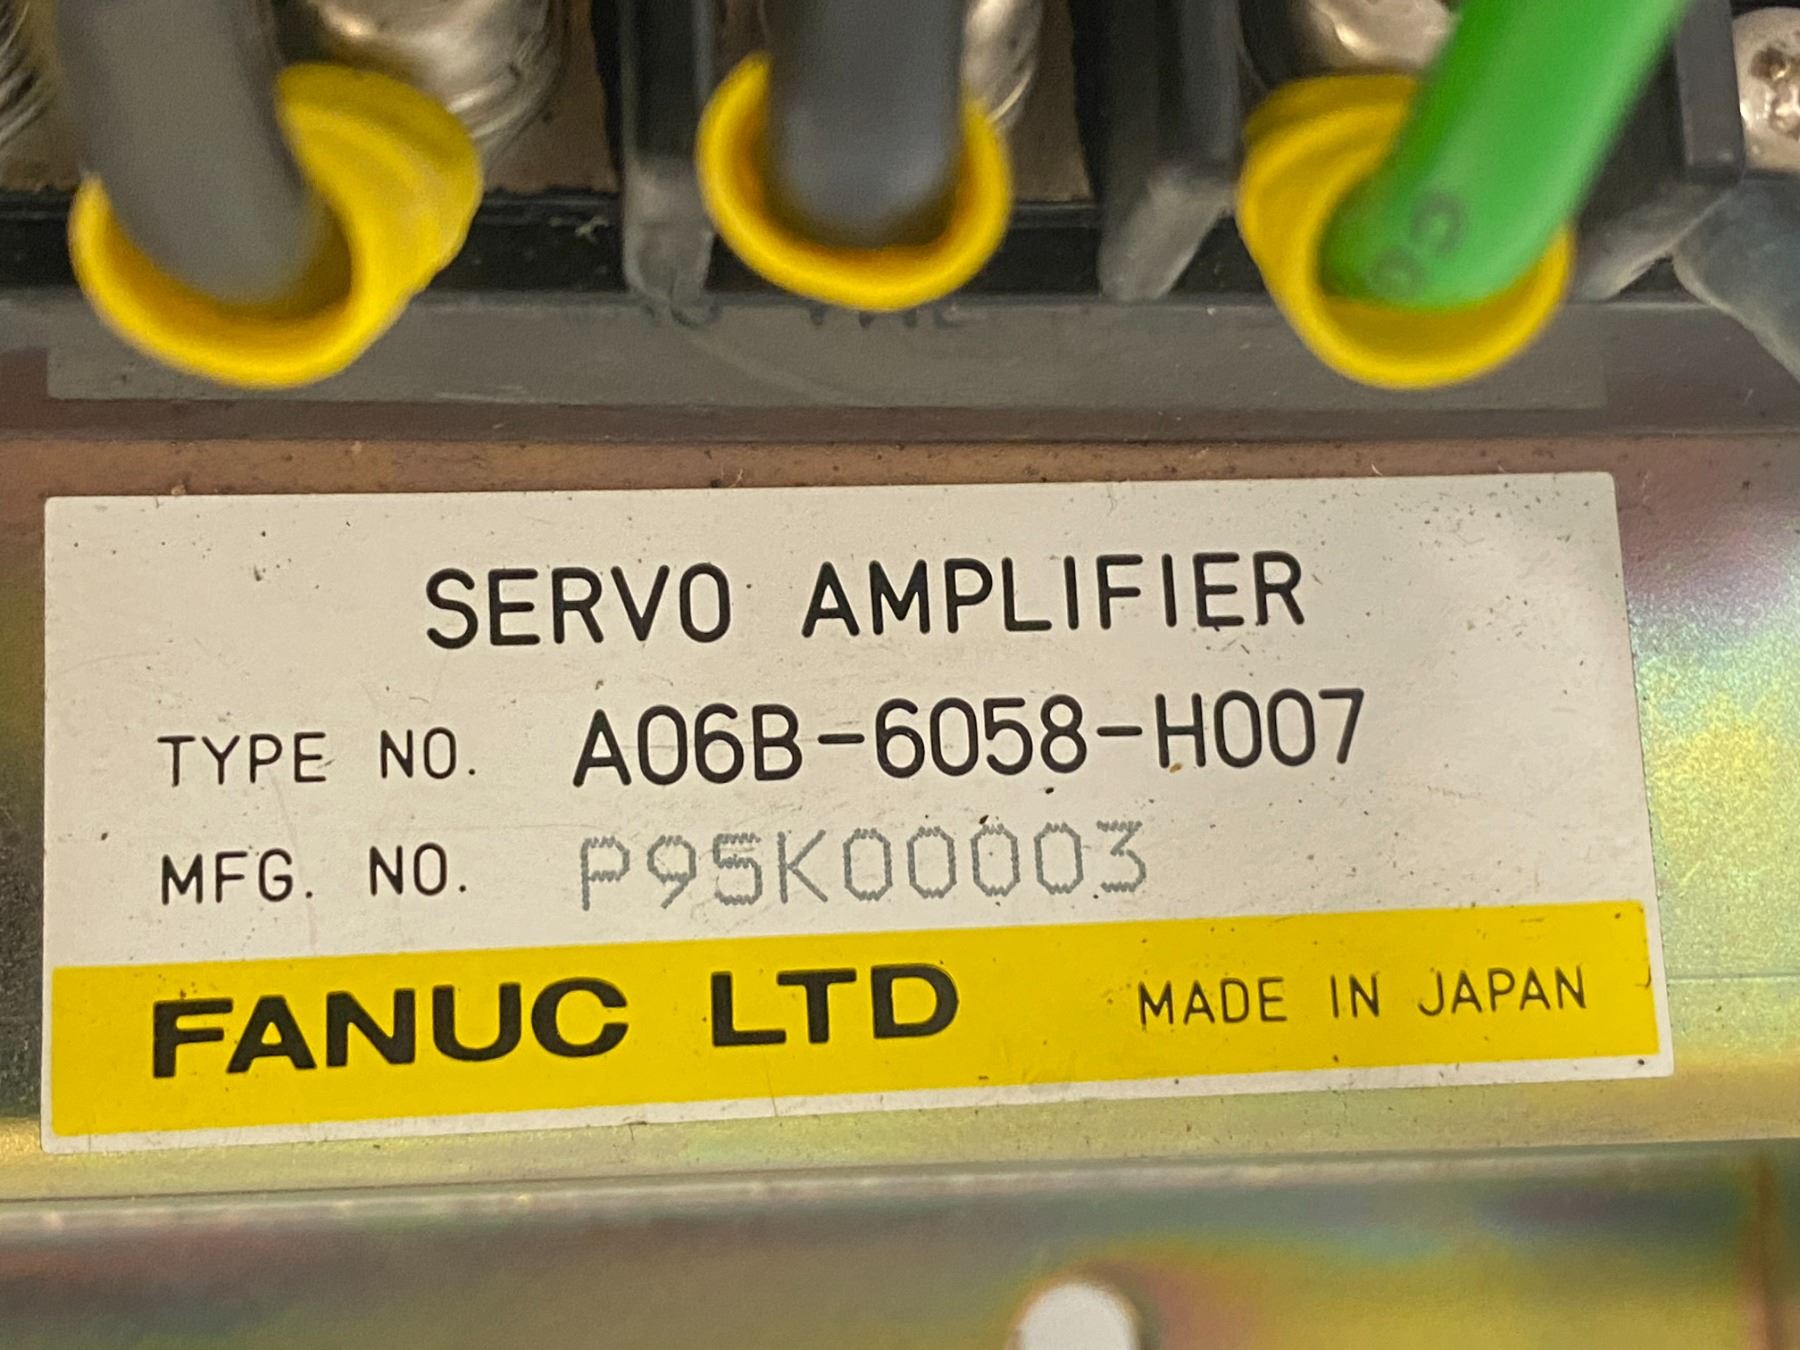 SERVO AMPLIFIER
TYPE NO. A06B-6058-H007
MFG. NO. P95K00003
FANUC LTD MADE IN JAPAN